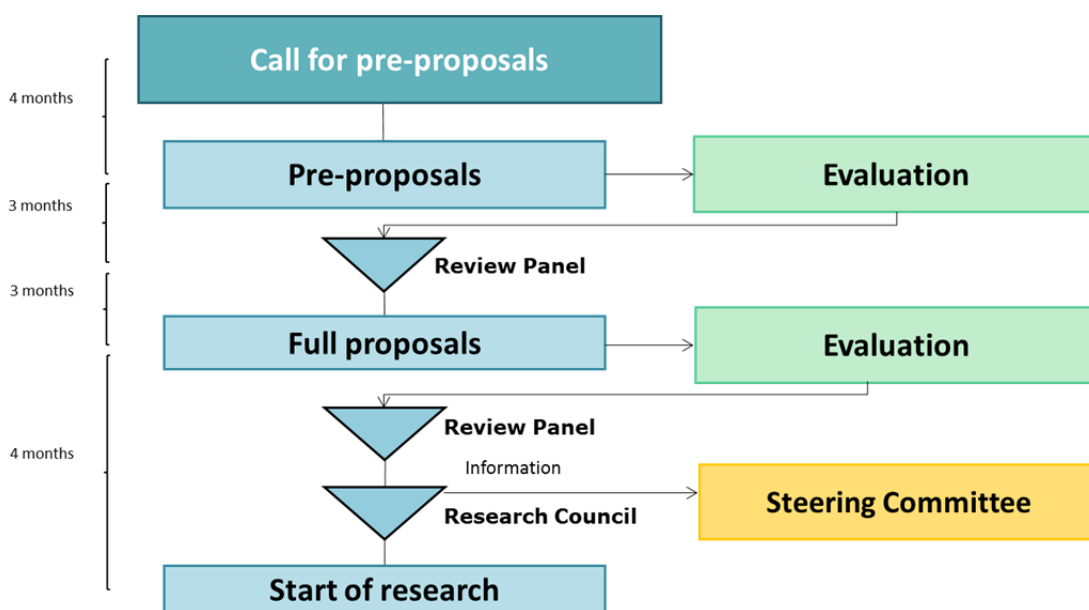 Call for pre-proposals
4 months
Pre-proposals
Evaluation
3 months
Review Panel
3 months
Full proposals
Evaluation
Review Panel
4 months
Information
Steering Committee
Research Council
Start of research